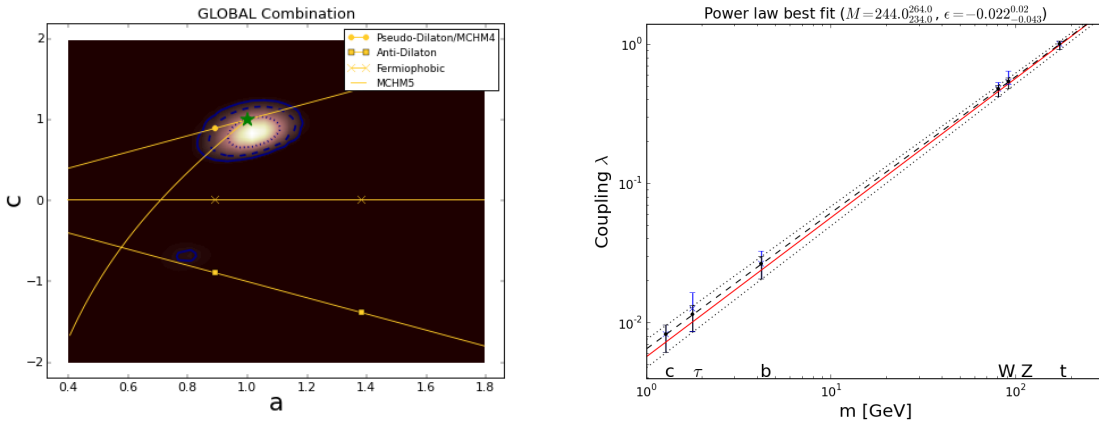 GLOBAL Combination
Pseudo-Dilaton/MCHM4
Anti-Dilaton
Fermiophobic
MCHM5
2
1
0
−1
−2
c
0.4 0.6 0.8 1.0 1.2 1.4 1.6 1.8
a
Power law best fit (M = 244.0^{264.0}_{234.0}, ε = −0.022^{0.02}_{−0.043})
10^0
10^{-1}
10^{-2}
Coupling λ
c τ b W Z t
10^0 10^1 10^2
m [GeV]